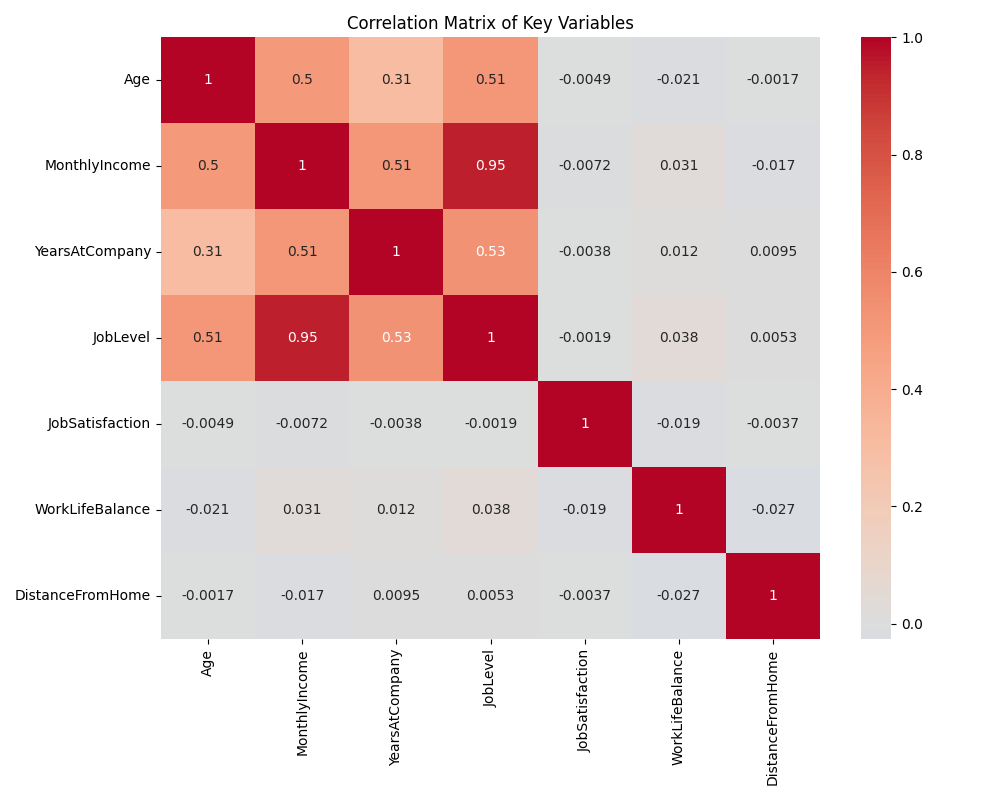 Correlation Matrix of Key Variables
Age 1 0.5 0.31 0.51 -0.0049 -0.021 -0.0017
MonthlyIncome 0.5 1 0.51 0.95 -0.0072 0.031 -0.017
YearsAtCompany 0.31 0.51 1 0.53 -0.0038 0.012 0.0095
JobLevel 0.51 0.95 0.53 1 -0.0019 0.038 0.0053
JobSatisfaction -0.0049 -0.0072 -0.0038 -0.0019 1 -0.019 -0.0037
WorkLifeBalance -0.021 0.031 0.012 0.038 -0.019 1 -0.027
DistanceFromHome -0.0017 -0.017 0.0095 0.0053 -0.0037 -0.027 1
Age
MonthlyIncome
YearsAtCompany
JobLevel
JobSatisfaction
WorkLifeBalance
DistanceFromHome
1.0
0.8
0.6
0.4
0.2
0.0